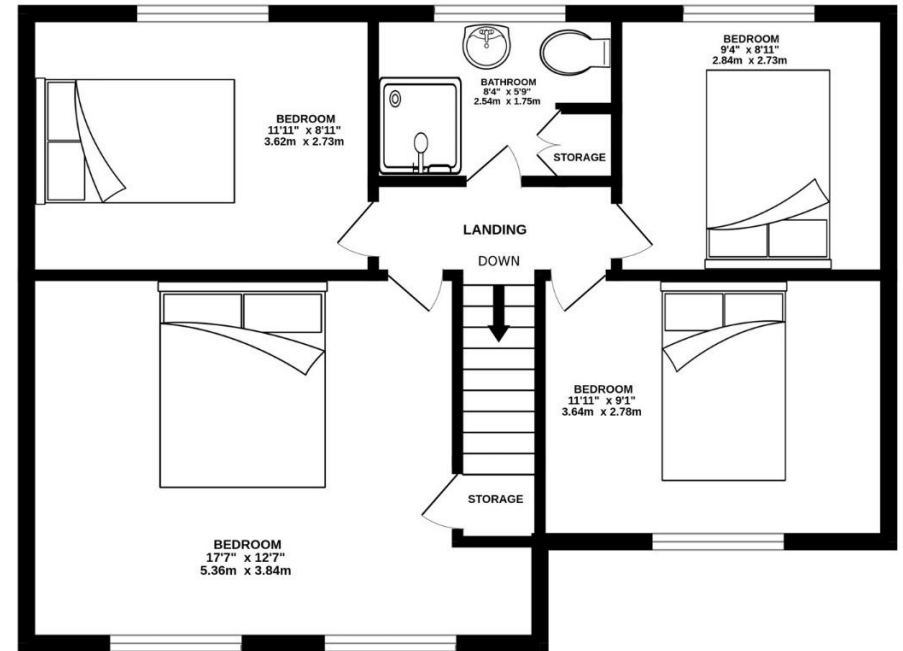 BEDROOM
11'11" x 8'11"
3.62m x 2.73m
BATHROOM
8'4" x 5'9"
2.54m x 1.75m
STORAGE
BEDROOM
9'4" x 8'11"
2.84m x 2.73m
LANDING
DOWN
BEDROOM
17'7" x 12'7"
5.36m x 3.84m
STORAGE
BEDROOM
11'11" x 9'1"
3.64m x 2.78m